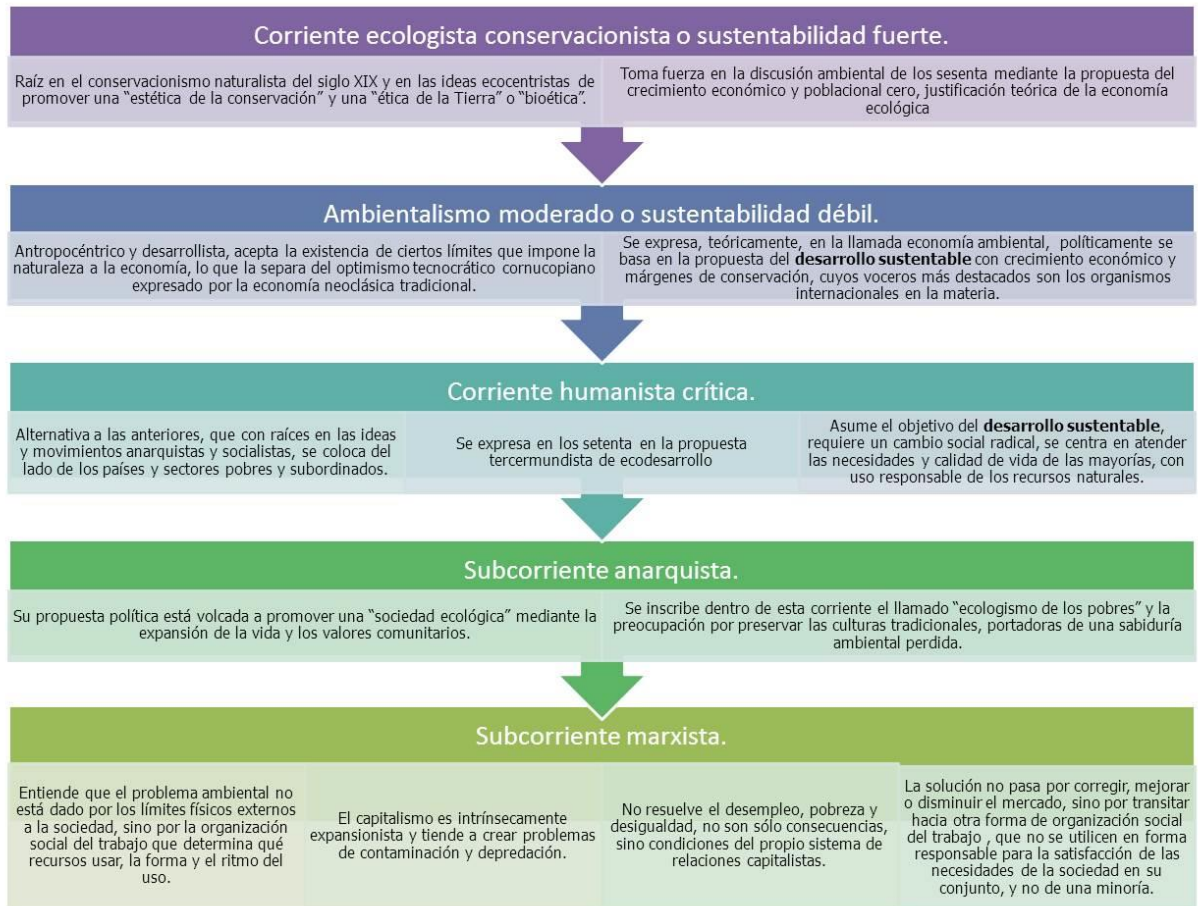 Corriente ecologista conservacionista o sustentabilidad fuerte.
Raíz en el conservacionismo naturalista del siglo XIX y en las ideas ecocentristas de
promover una “estética de la conservación” y una “ética de la Tierra” o “bioética”.
Toma fuerza en la discusión ambiental de los sesenta mediante la propuesta del
crecimiento económico y poblacional cero, justificación teórica de la economía
ecológica
Ambientalismo moderado o sustentabilidad débil.
Antropocéntrico y desarrollista, acepta la existencia de ciertos límites que impone la
naturaleza a la economía, lo que la separa del optimismo tecnocrático cornucopiano
expresado por la economía neoclásica tradicional.
Se expresa, teóricamente, en la llamada economía ambiental, políticamente se
basa en la propuesta del desarrollo sustentable con crecimiento económico y
márgenes de conservación, cuyos voceros más destacados son los organismos
internacionales en la materia.
Corriente humanista crítica.
Alternativa a las anteriores, que con raíces en las ideas
y movimientos anarquistas y socialistas, se coloca del
lado de los países y sectores pobres y subordinados.
Se expresa en los setenta en la propuesta
tercermundista de ecodesarrollo
Asume el objetivo del desarrollo sustentable,
requiere un cambio social radical, se centra en atender
las necesidades y calidad de vida de las mayorías, con
uso responsable de los recursos naturales.
Subcorriente anarquista.
Su propuesta política está volcada a promover una “sociedad ecológica” mediante la
expansión de la vida y los valores comunitarios.
Se inscribe dentro de esta corriente el llamado “ecologismo de los pobres” y la
preocupación por preservar las culturas tradicionales, portadoras de una sabiduría
ambiental perdida.
Subcorriente marxista.
Entiende que el problema ambiental no
está dado por los límites físicos externos
a la sociedad, sino por la organización
social del trabajo que determina qué
recursos usar, la forma y el ritmo del
uso.
El capitalismo es intrínsecamente
expansionista y tiende a crear problemas
de contaminación y depredación.
No resuelve el desempleo, pobreza y
desigualdad, no son sólo consecuencias,
sino condiciones del propio sistema de
relaciones capitalistas.
La solución no pasa por corregir, mejorar
o disminuir el mercado, sino por transitar
hacia otra forma de organización social
del trabajo , que no se utilicen en forma
responsable para la satisfacción de las
necesidades de la sociedad en su
conjunto, y no de una minoría.